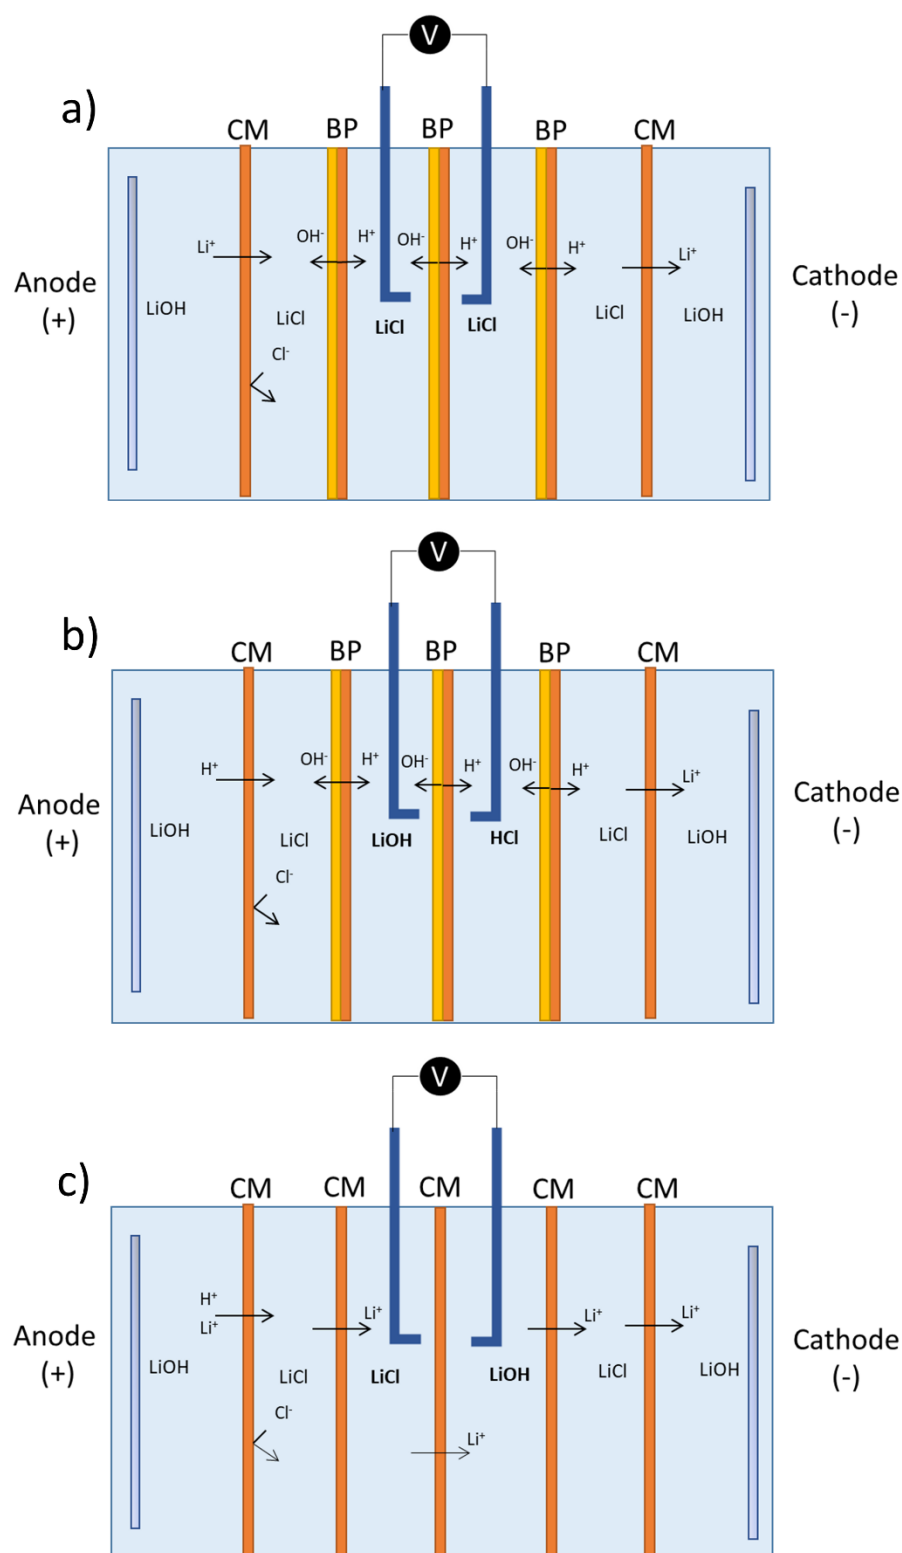 V
a)
CM
BP
BP
BP
CM
Li⁺
OH⁻
H⁺
OH⁻
H⁺
OH⁻
H⁺
Li⁺
Anode
(+)
LiOH
LiCl
LiCl
LiCl
LiCl
LiOH
Cathode
(-)
Cl⁻
V
b)
CM
BP
BP
BP
CM
H⁺
OH⁻
H⁺
OH⁻
H⁺
OH⁻
H⁺
Li⁺
Anode
(+)
LiOH
LiCl
LiOH
HCl
LiCl
LiOH
Cathode
(-)
Cl⁻
V
c)
CM
CM
CM
CM
CM
H⁺
Li⁺
Li⁺
Li⁺
Li⁺
Anode
(+)
LiOH
LiCl
LiCl
LiOH
LiCl
LiOH
Cathode
(-)
Cl⁻
Li⁺